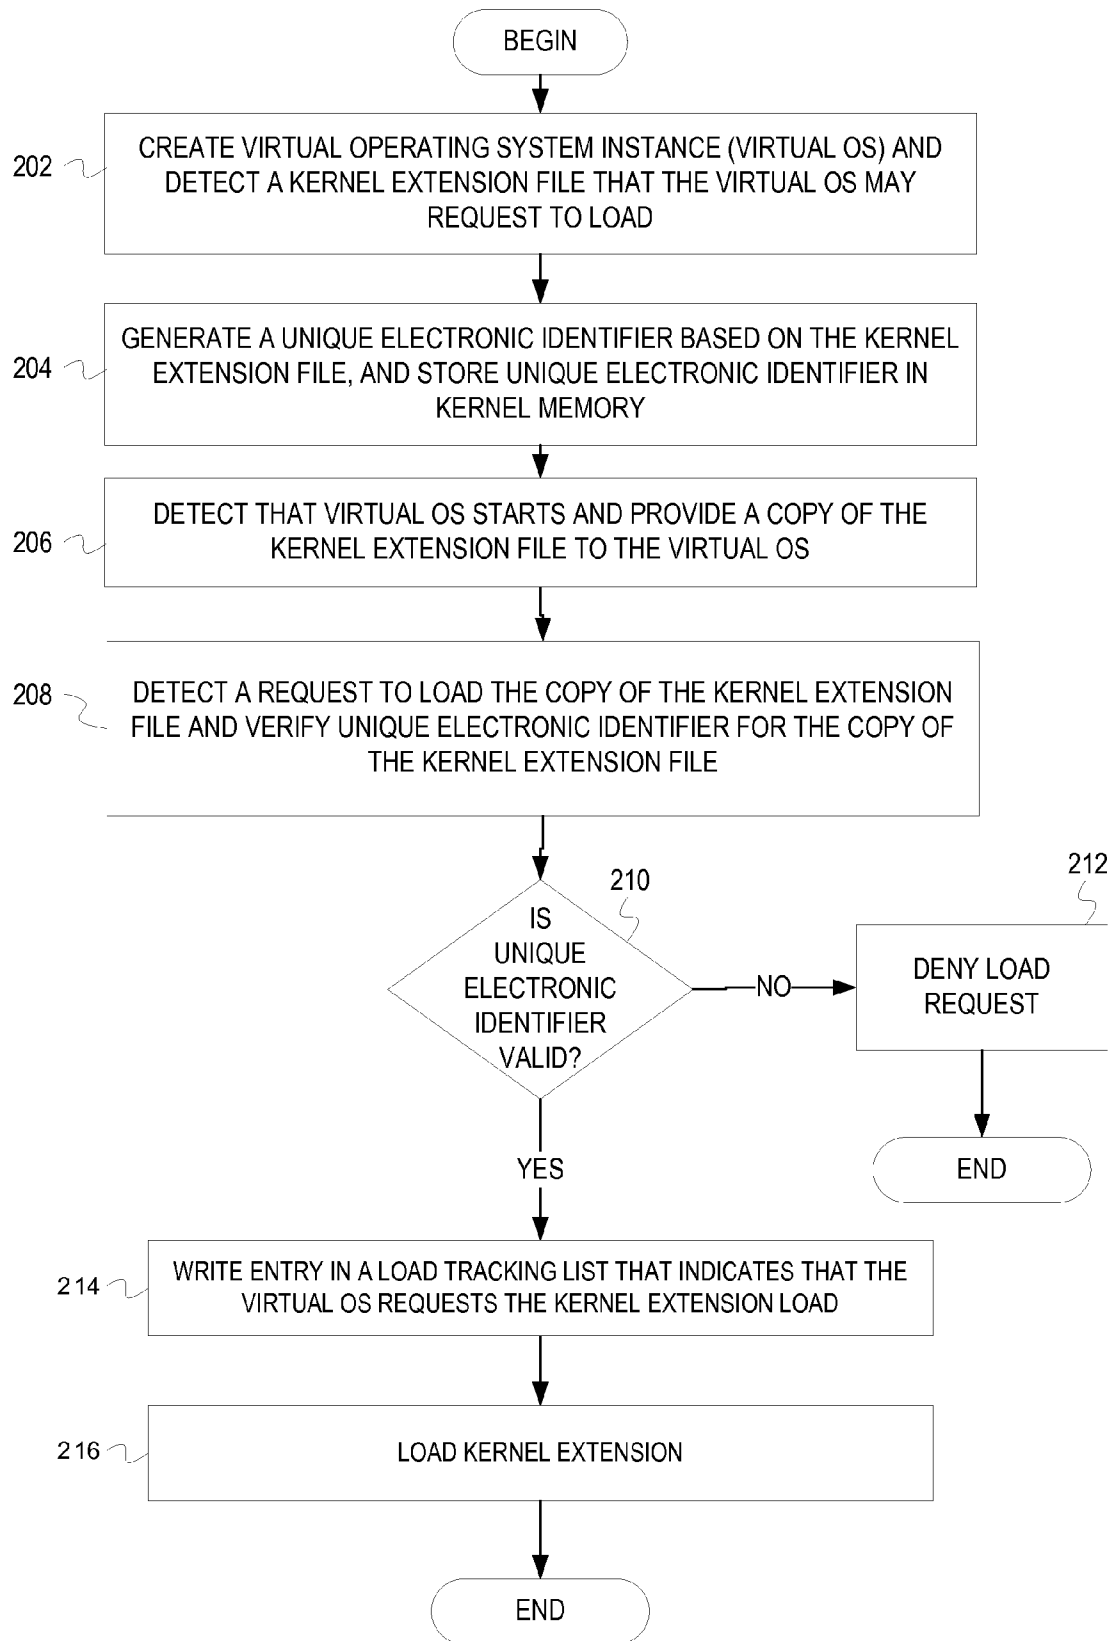 BEGIN
202
CREATE VIRTUAL OPERATING SYSTEM INSTANCE (VIRTUAL OS) AND
DETECT A KERNEL EXTENSION FILE THAT THE VIRTUAL OS MAY
REQUEST TO LOAD
204
GENERATE A UNIQUE ELECTRONIC IDENTIFIER BASED ON THE KERNEL
EXTENSION FILE, AND STORE UNIQUE ELECTRONIC IDENTIFIER IN
KERNEL MEMORY
206
DETECT THAT VIRTUAL OS STARTS AND PROVIDE A COPY OF THE
KERNEL EXTENSION FILE TO THE VIRTUAL OS
208
DETECT A REQUEST TO LOAD THE COPY OF THE KERNEL EXTENSION
FILE AND VERIFY UNIQUE ELECTRONIC IDENTIFIER FOR THE COPY OF
THE KERNEL EXTENSION FILE
210
IS
UNIQUE
ELECTRONIC
IDENTIFIER
VALID?
NO
212
DENY LOAD
REQUEST
END
YES
214
WRITE ENTRY IN A LOAD TRACKING LIST THAT INDICATES THAT THE
VIRTUAL OS REQUESTS THE KERNEL EXTENSION LOAD
216
LOAD KERNEL EXTENSION
END